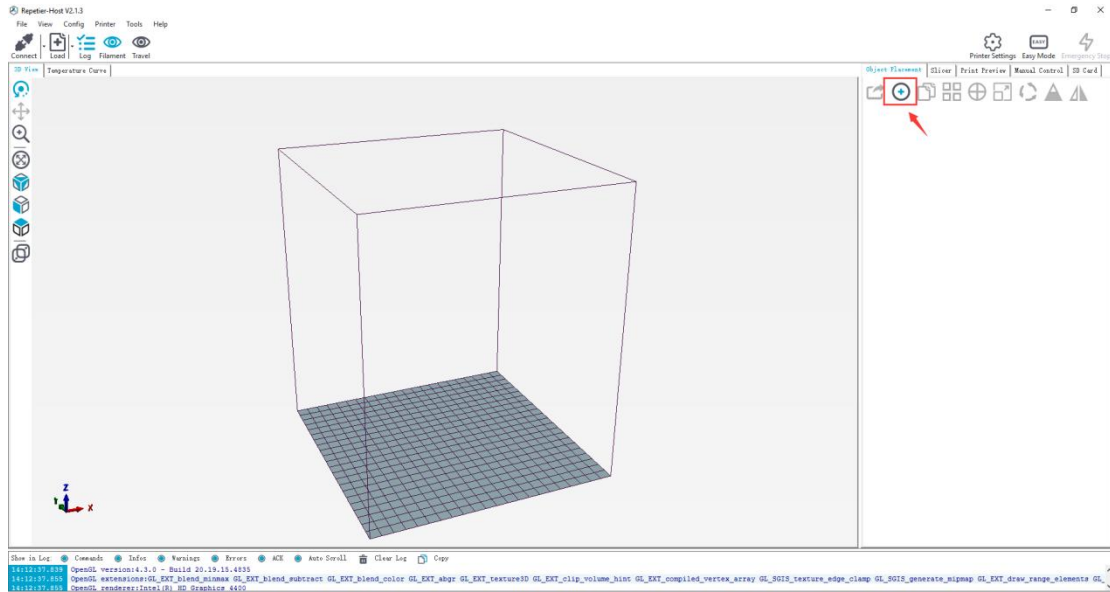 Repetier-Host V2.1.3
File View Config Printer Tools Help
Connect Load Log Filament Travel
Printer Settings Easy Mode Emergency Stop
EASY
3D View Temperature Curve
Object Placement Slicer Print Preview Manual Control SD Card
Z
Y
X
Show in Log: Commands Infos Warnings Errors ACK Auto Scroll Clear Log Copy
14:12:37.839 OpenGL version:4.3.0 - Build 20.19.15.4835
14:12:37.855 OpenGL extensions:GL_EXT_blend_minmax GL_EXT_blend_subtract GL_EXT_blend_color GL_EXT_abgr GL_EXT_texture3D GL_EXT_clip_volume_hint GL_EXT_compiled_vertex_array GL_SGIS_texture_edge_clamp GL_SGIS_generate_mipmap GL_EXT_draw_range_elements GL_
14:12:37.855 OpenGL renderer:Intel(R) HD Graphics 4400